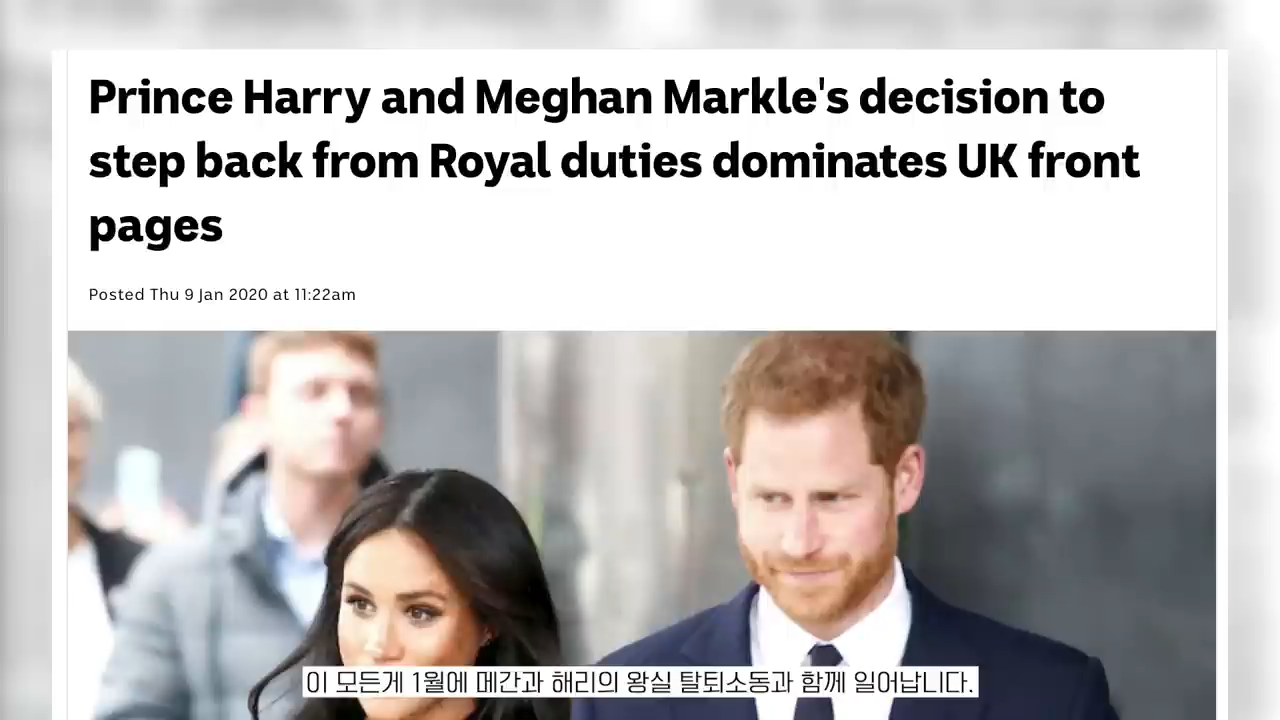 Prince Harry and Meghan Markle's decision to
step back from Royal duties dominates UK front
pages
Posted Thu 9 Jan 2020 at 11:22am
이 모든게 1월에 메간과 해리의 왕실 탈퇴소동과 함께 일어납니다.